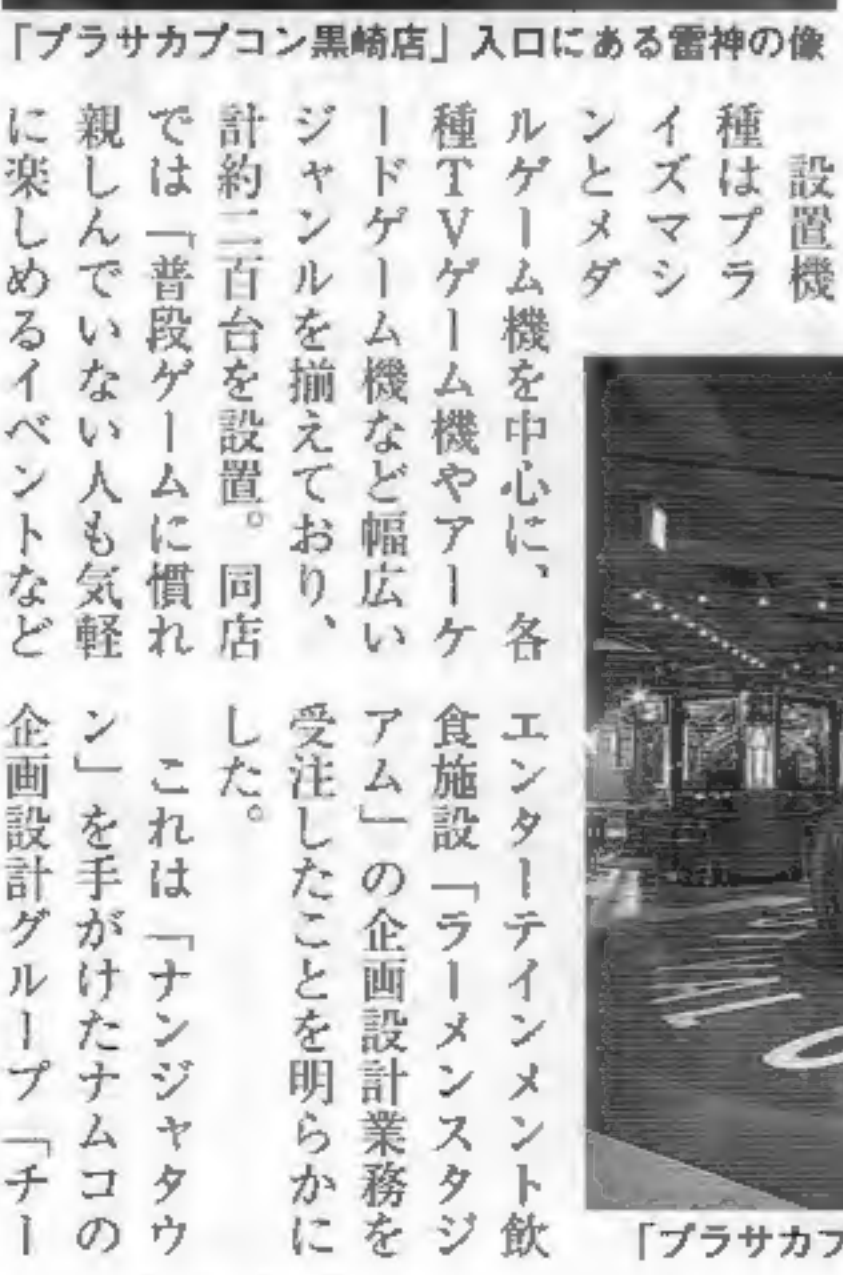 「プラサカプコン黒崎店」入口にある雷神の像
設置機
種はプラ
イズマシ
ンとメダ
ルゲーム機を中心に、各
種TVゲーム機やアーケ
ードゲーム機など幅広い
ジャンルを揃えており、
計約二百台を設置。同店
では「普段ゲームに慣れ
親しんでいない人も気軽
に楽しめるイベントなど
エンターテインメント飲
食施設「ラーメンスタジ
アム」の企画設計業務を
受注したことを明らかに
した。
これは「ナンジャタウ
ン」を手がけたナムコの
企画設計グループ「チー
「プラサカプ